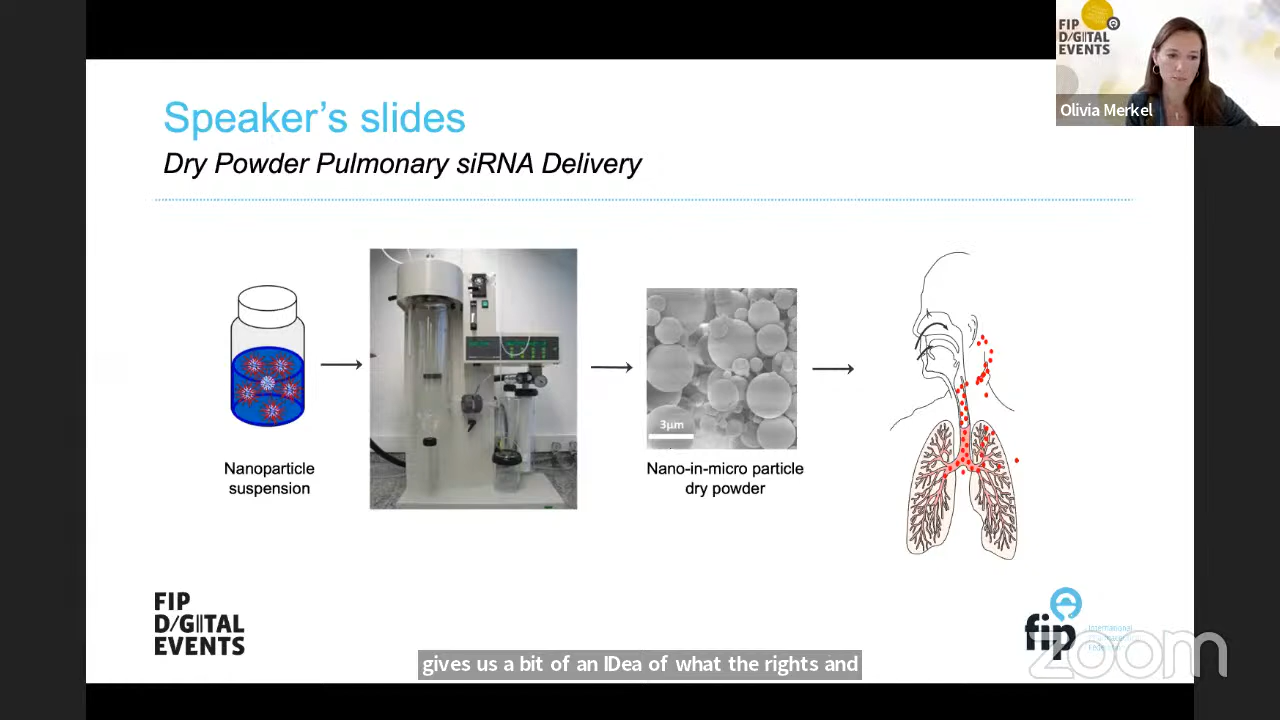 FIP
D/G|TAL
EVENTS
Olivia Merkel
Speaker's slides
Dry Powder Pulmonary siRNA Delivery
3μm
Nanoparticle
suspension
Nano-in-micro particle
dry powder
FIP
D/G|TAL
EVENTS
fip
International
zoom
gives us a bit of an IDea of what the rights and